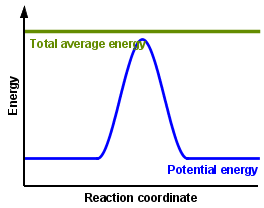 Total average energy
Energy
Potential energy
Reaction coordinate